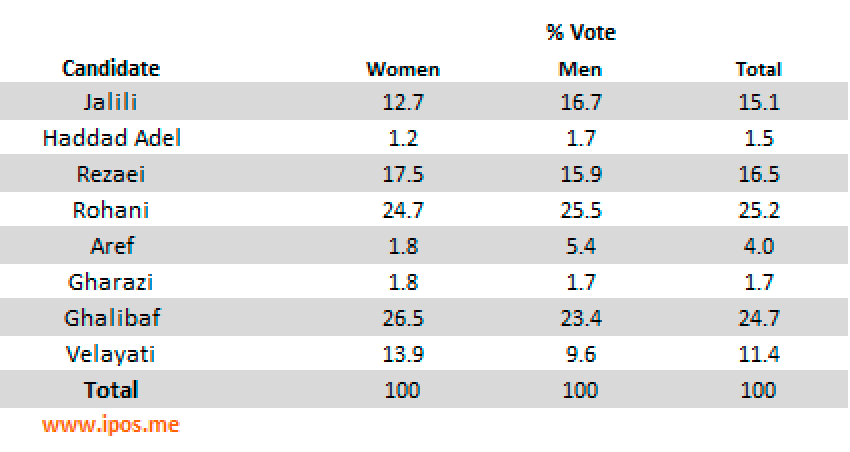 % Vote
Candidate Women Men Total
Jalili 12.7 16.7 15.1
Haddad Adel 1.2 1.7 1.5
Rezaei 17.5 15.9 16.5
Rohani 24.7 25.5 25.2
Aref 1.8 5.4 4.0
Gharazi 1.8 1.7 1.7
Ghalibaf 26.5 23.4 24.7
Velayati 13.9 9.6 11.4
Total 100 100 100
www.ipos.me